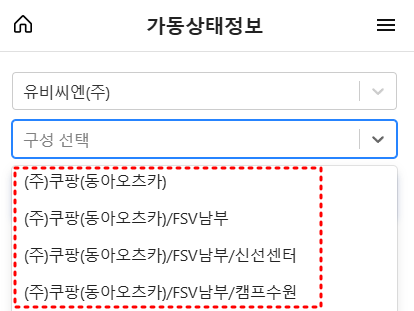 가동상태정보
유비씨엔(주)
구성 선택
(주)쿠팡(동아오츠카)
(주)쿠팡(동아오츠카)/FSV남부
(주)쿠팡(동아오츠카)/FSV남부/신선센터
(주)쿠팡(동아오츠카)/FSV남부/캠프수원